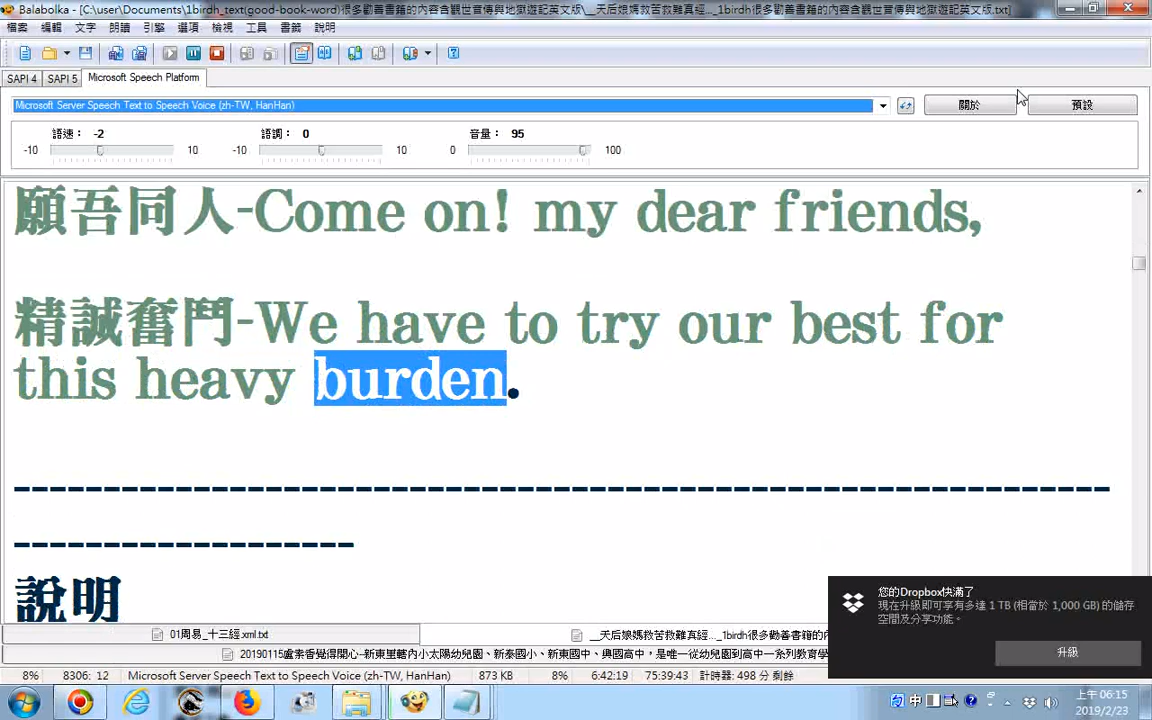 Balabolka - [C:\user\Documents\1birdh_text(good-book-word)很多勸善書籍的內容含觀世音傳與地獄遊記英文版\__天后娘媽救苦救難真經..._1birdh很多勸善書籍的內容含觀世音傳與地獄遊記英文版.txt]
檔案 編輯 文字 朗讀 引擎 選項 檢視 工具 書籤 說明
SAPI 4 SAPI 5 Microsoft Speech Platform
Microsoft Server Speech Text to Speech Voice (zh-TW, HanHan) 關於 預設
語速： -2 語調： 0 音量： 95
-10 10 -10 10 0 100
願吾同人-Come on! my dear friends,
精誠奮鬥-We have to try our best for
this heavy burden.
--------------------------------------------------------------
-------------------
說明
您的Dropbox快滿了
現在升級即可享有多達 1 TB (相當於 1,000 GB) 的儲存
空間及分享功能。
升級
01周易_十三經.xml.txt __天后娘媽救苦救難真經..._1birdh很多勸善書籍的內
20190115盧素香覺得開心--新東里轄內小太陽幼兒園、新泰國小、新東國中、興國高中，是唯一從幼兒園到高中一系列教育學
8% 8306: 12 Microsoft Server Speech Text to Speech Voice (zh-TW, HanHan) 873 KB 8% 6:42:19 75:39:43 計時器: 498 分 剩餘
中 上午 06:15
2019/2/23